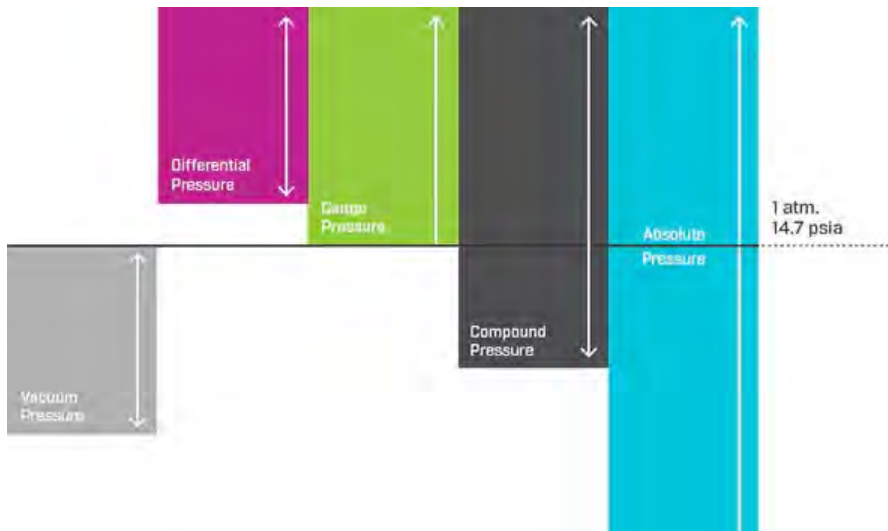 Differential
Pressure
Gauge
Pressure
1 atm.
14.7 psia
Absolute
Pressure
Compound
Pressure
Vacuum
Pressure